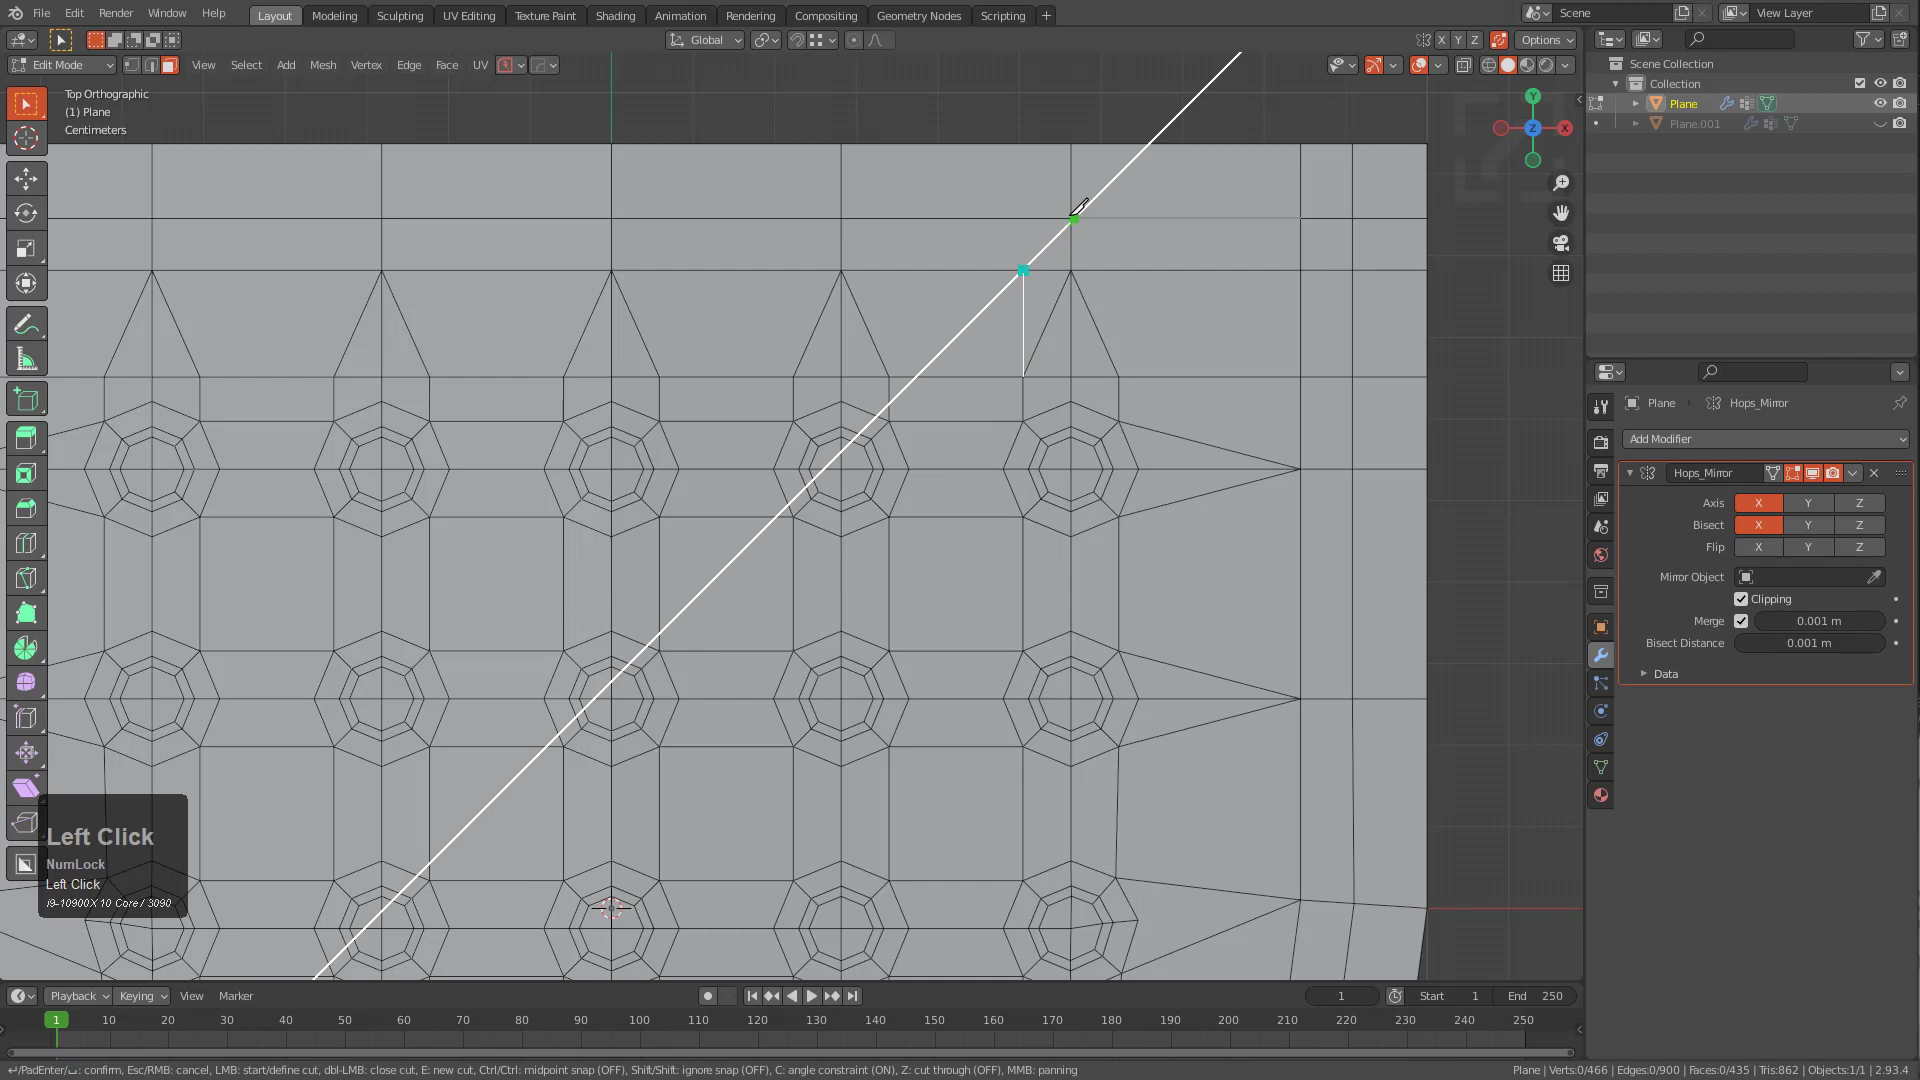 File Edit Render Window Help Layout Modeling Sculpting UV Editing Texture Paint Shading Animation Rendering Compositing Geometry Nodes Scripting + Scene View Layer
Global X Y Z Options
Edit Mode View Select Add Mesh Vertex Edge Face UV
Top Orthographic
(1) Plane
Centimeters
Y
Z X
Scene Collection
Collection
Plane
Plane.001
Plane Hops_Mirror
Add Modifier
Hops_Mirror
Axis X Y Z
Bisect X Y Z
Flip X Y Z
Mirror Object
Clipping
Merge 0.001 m
Bisect Distance 0.001 m
Data
Left Click
NumLock
Left Click
i9-10900X 10 Core / 3090
Playback Keying View Marker 1 Start 1 End 250
1 10 20 30 40 50 60 70 80 90 100 110 120 130 140 150 160 170 180 190 200 210 220 230 240 250
↵/PadEnter/␣: confirm, Esc/RMB: cancel, LMB: start/define cut, dbl-LMB: close cut, E: new cut, Ctrl/Ctrl: midpoint snap (OFF), Shift/Shift: ignore snap (OFF), C: angle constraint (ON), Z: cut through (OFF), MMB: panning Plane | Verts:0/466 | Edges:0/900 | Faces:0/435 | Tris:862 | Objects:1/1 | 2.93.4